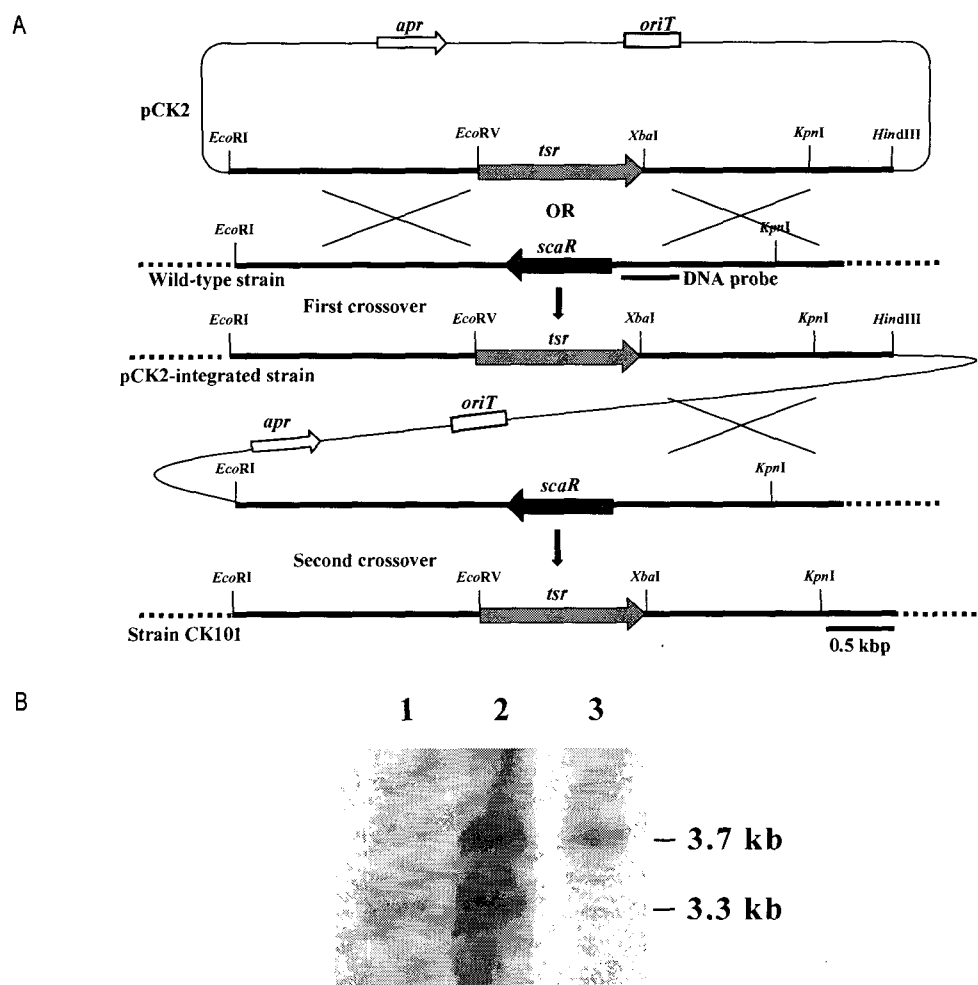 A
apr
oriT
pCK2
EcoRI
EcoRV
tsr
XbaI
KpnI
HindIII
OR
EcoRI
scaR
KpnI
Wild-type strain
DNA probe
First crossover
EcoRI
EcoRV
tsr
XbaI
KpnI
HindIII
pCK2-integrated strain
apr
oriT
EcoRI
scaR
KpnI
Second crossover
EcoRI
EcoRV
tsr
XbaI
KpnI
Strain CK101
0.5 kbp
B
1 2 3
– 3.7 kb
– 3.3 kb